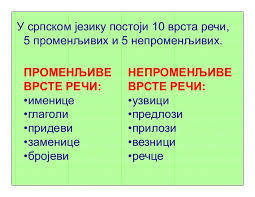 У српском језику постоји 10 врста речи,
5 променљивих и 5 непроменљивих.
ПРОМЕНЉИВЕ
ВРСТЕ РЕЧИ:
•именице
•глаголи
•придеви
•заменице
•бројеви
НЕПРОМЕНЉИВЕ
ВРСТЕ РЕЧИ:
•узвици
•предлози
•прилози
•везници
•речце